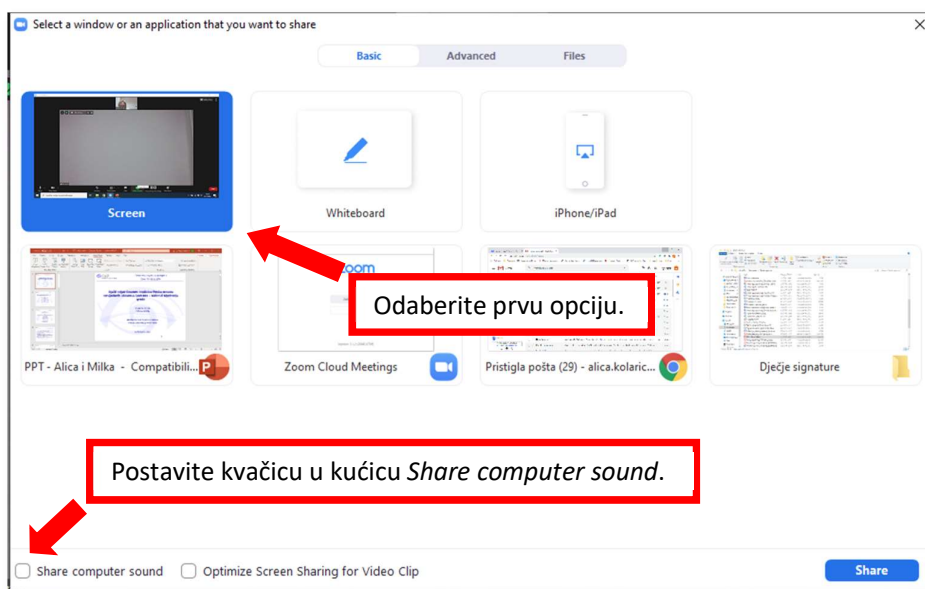 Select a window or an application that you want to share
Basic Advanced Files
Screen
Whiteboard
iPhone/iPad
zoom
Odaberite prvu opciju.
PPT - Alica i Milka - Compatibili...
Zoom Cloud Meetings
Pristigla pošta (29) - alica.kolaric...
Dječje signature
Postavite kvačicu u kućicu Share computer sound.
Share computer sound
Optimize Screen Sharing for Video Clip
Share